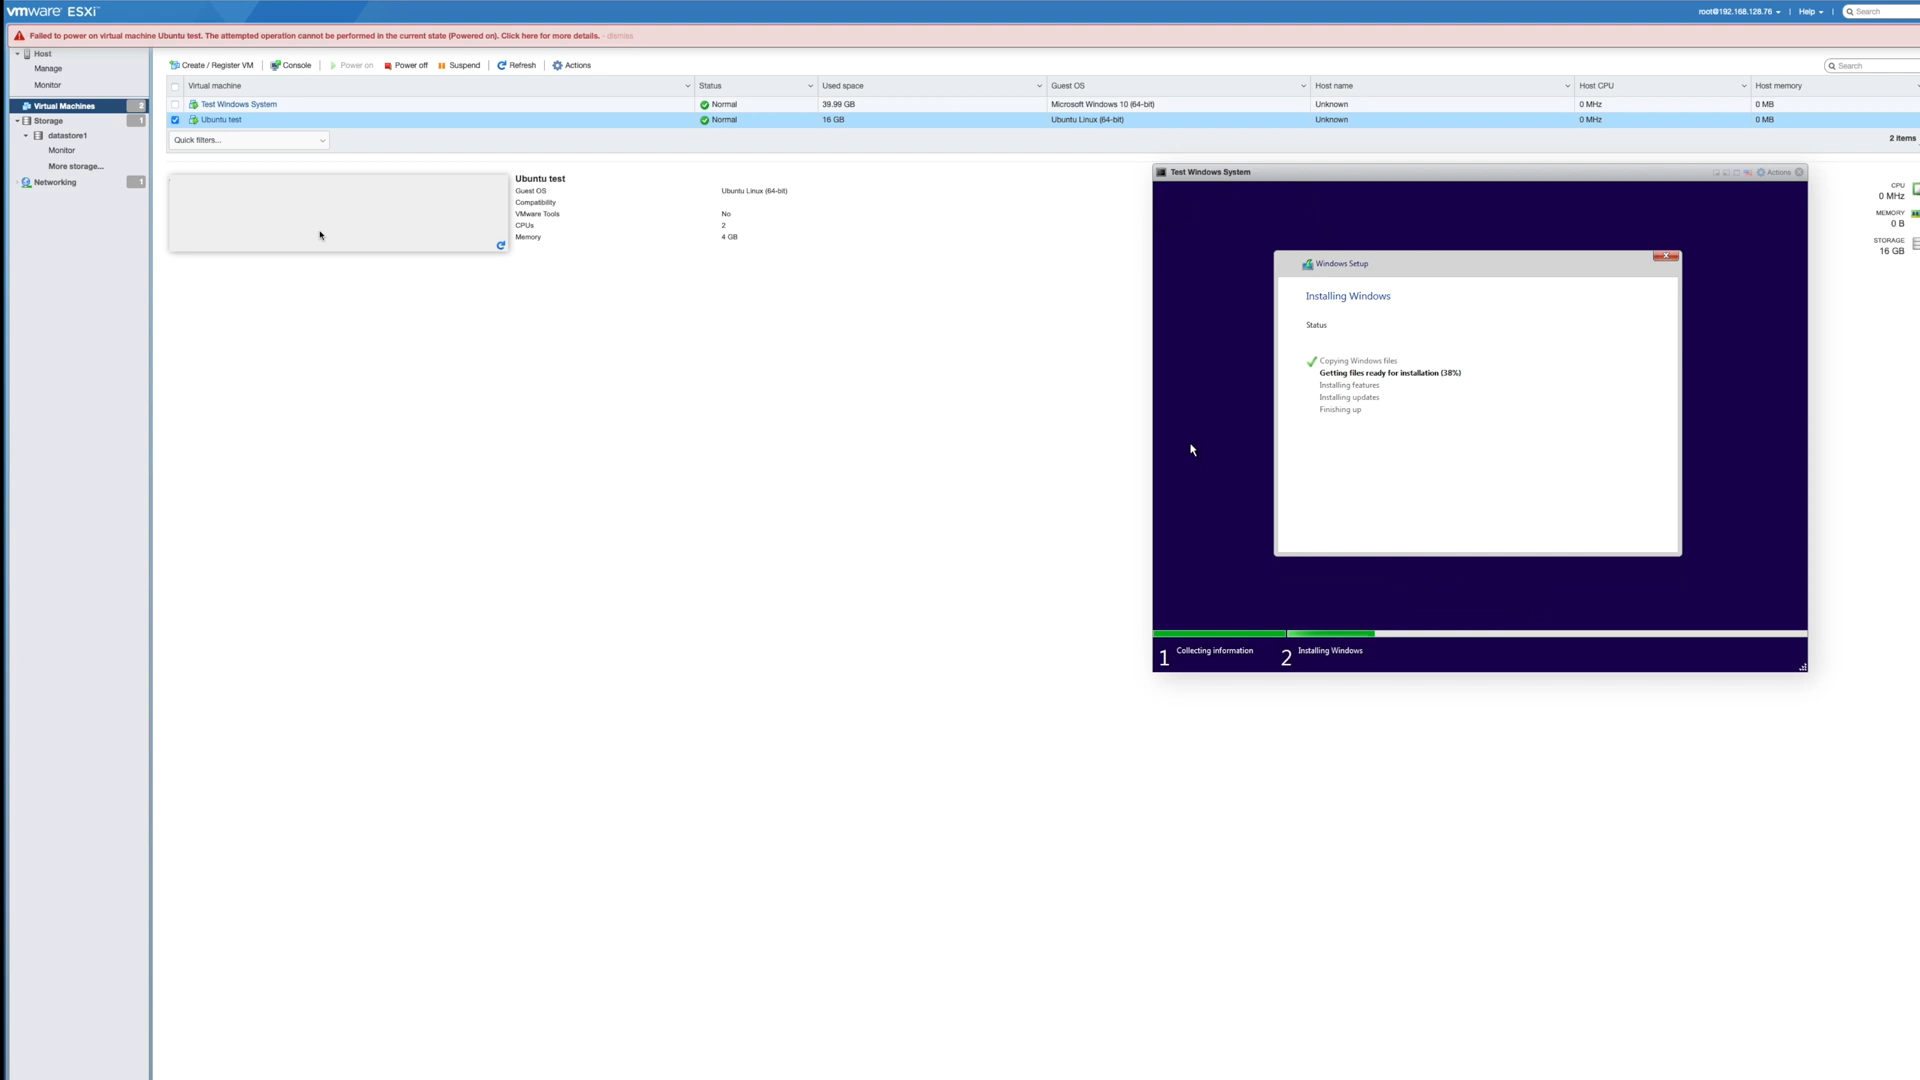 vmware® ESXi™
root@192.168.128.76 | Help | Search
Failed to power on virtual machine Ubuntu test. The attempted operation cannot be performed in the current state (Powered on). Click here for more details. - dismiss
Host
Manage
Monitor
Virtual Machines 2
Storage 1
datastore1
Monitor
More storage...
Networking 1
Create / Register VM | Console | Power on Power off Suspend | Refresh | Actions
Search
Virtual machine Status Used space Guest OS Host name Host CPU Host memory
Test Windows System Normal 39.99 GB Microsoft Windows 10 (64-bit) Unknown 0 MHz 0 MB
Ubuntu test Normal 16 GB Ubuntu Linux (64-bit) Unknown 0 MHz 0 MB
Quick filters...
2 items
Ubuntu test
Guest OS Ubuntu Linux (64-bit)
Compatibility
VMware Tools No
CPUs 2
Memory 4 GB
CPU
0 MHz
MEMORY
0 B
STORAGE
16 GB
Test Windows System
Actions
Windows Setup
Installing Windows
Status
Copying Windows files
Getting files ready for installation (38%)
Installing features
Installing updates
Finishing up
1 Collecting information
2 Installing Windows